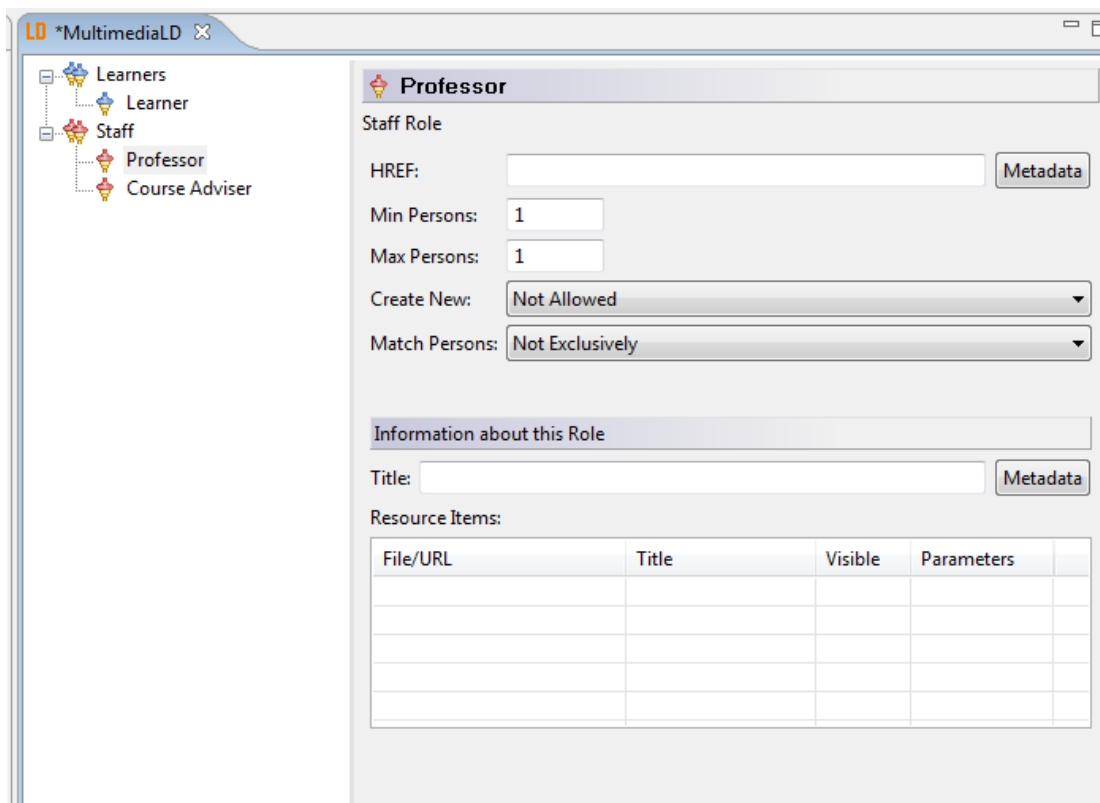 LD *MultimediaLD
Learners
Learner
Staff
Professor
Course Adviser
Professor
Staff Role
HREF: Metadata
Min Persons: 1
Max Persons: 1
Create New: Not Allowed
Match Persons: Not Exclusively
Information about this Role
Title: Metadata
Resource Items:
File/URL Title Visible Parameters